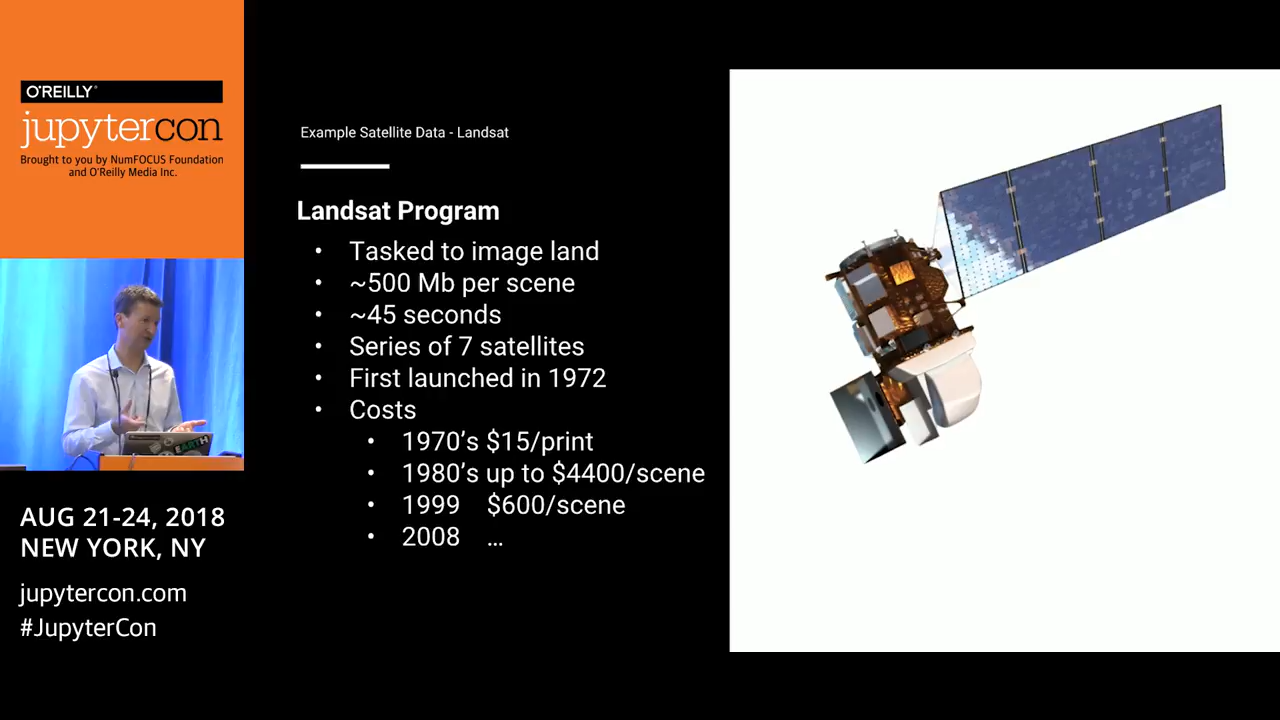 O'REILLY®
jupytercon
Brought to you by NumFOCUS Foundation
and O'Reilly Media Inc.
Example Satellite Data - Landsat
Landsat Program
• Tasked to image land
• ~500 Mb per scene
• ~45 seconds
• Series of 7 satellites
• First launched in 1972
• Costs
• 1970's $15/print
• 1980's up to $4400/scene
• 1999 $600/scene
• 2008 ...
EARTH
AUG 21-24, 2018
NEW YORK, NY
jupytercon.com
#JupyterCon